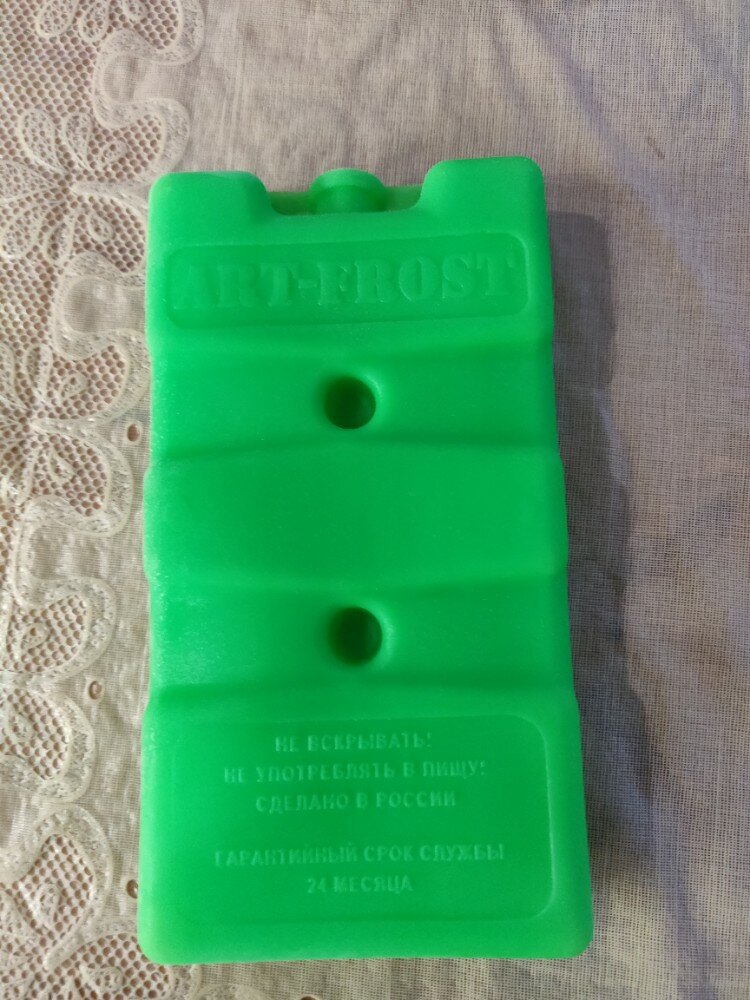 ART-FROST
НЕ ВСКРЫВАТЬ!
НЕ УПОТРЕБЛЯТЬ В ПИЩУ!
СДЕЛАНО В РОССИИ
ГАРАНТИЙНЫЙ СРОК СЛУЖБЫ
24 МЕСЯЦА